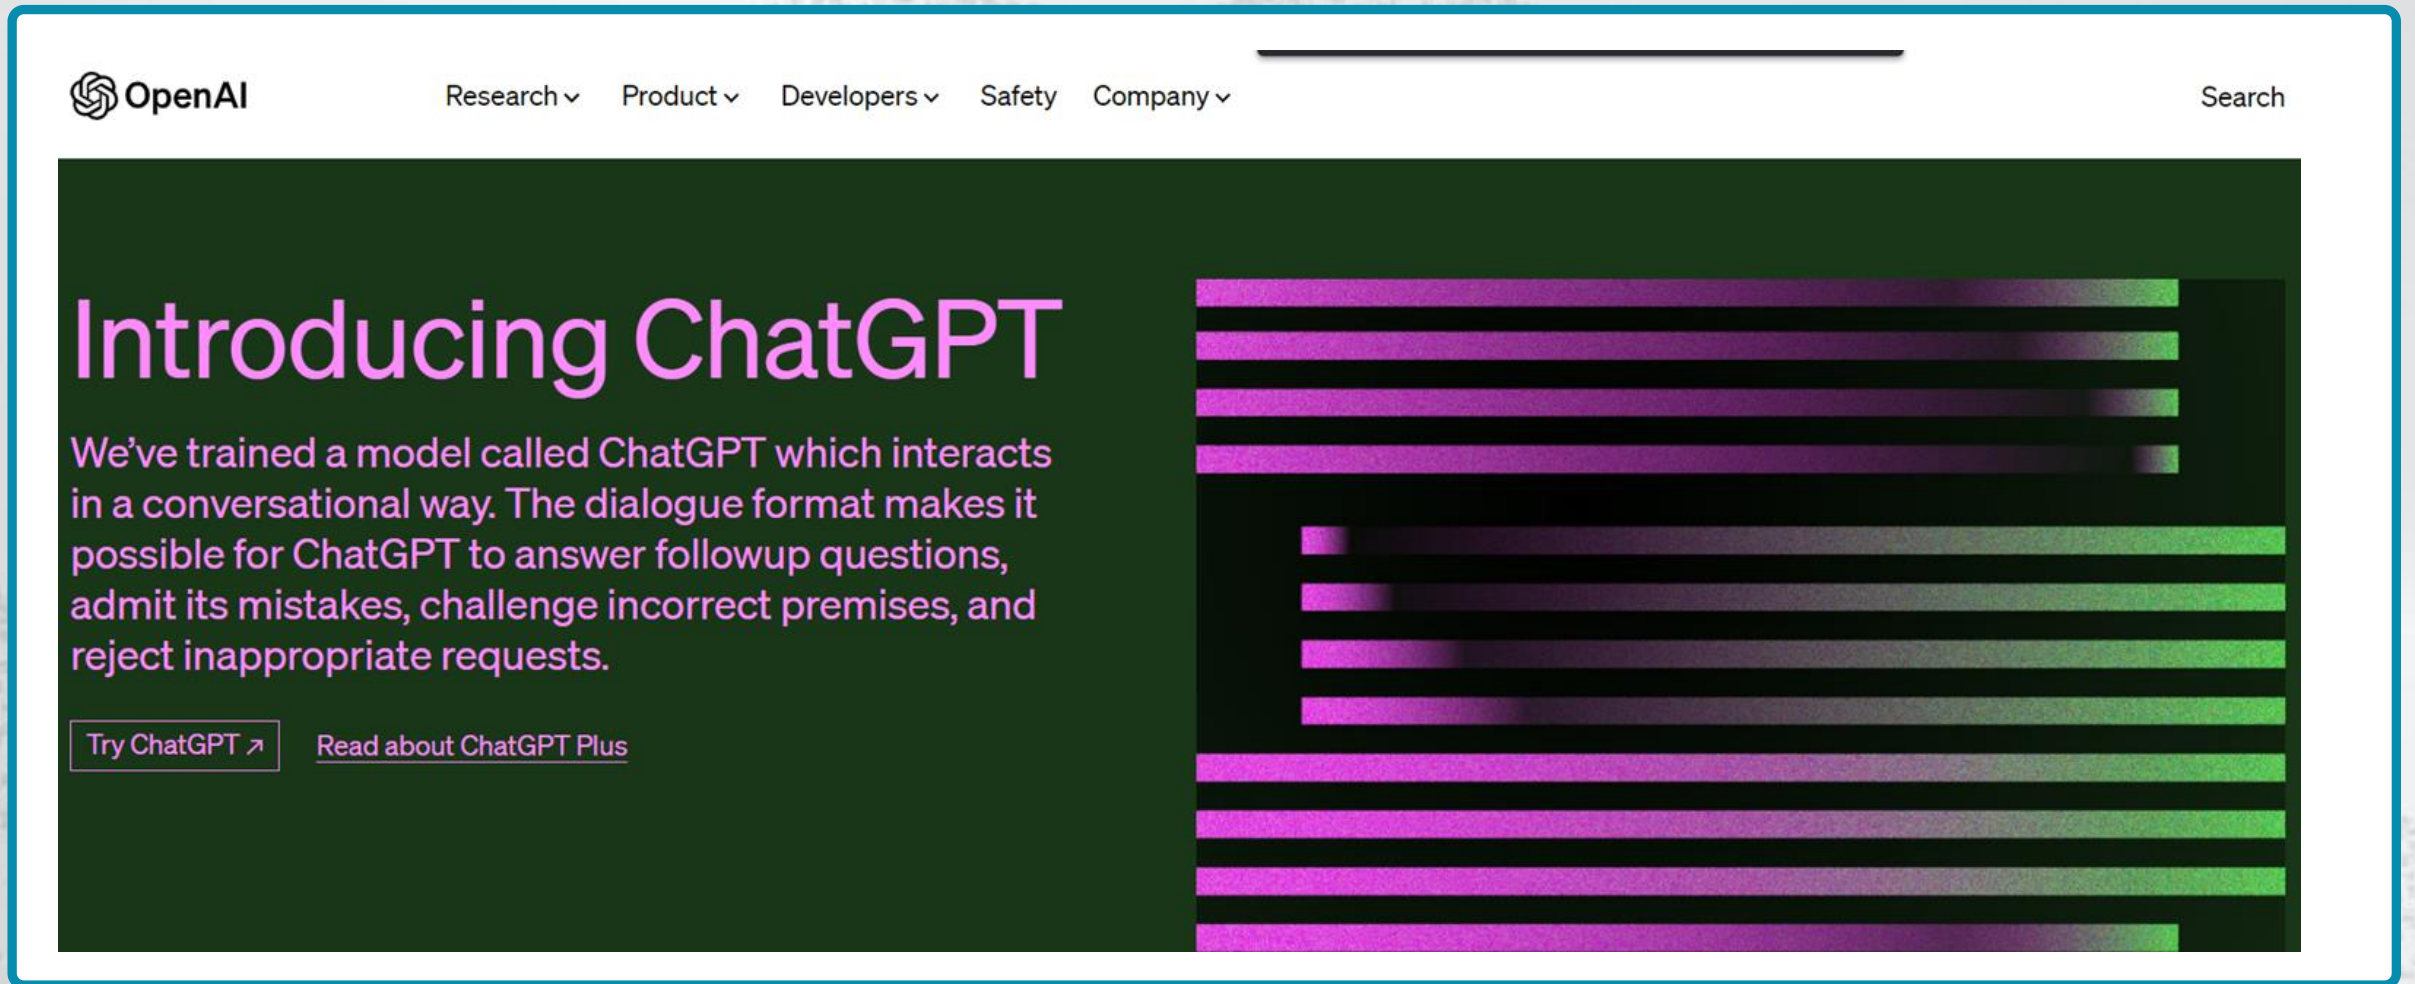 OpenAI
Research Product Developers Safety Company Search
Introducing ChatGPT
We've trained a model called ChatGPT which interacts
in a conversational way. The dialogue format makes it
possible for ChatGPT to answer followup questions,
admit its mistakes, challenge incorrect premises, and
reject inappropriate requests.
Try ChatGPT ↗ Read about ChatGPT Plus